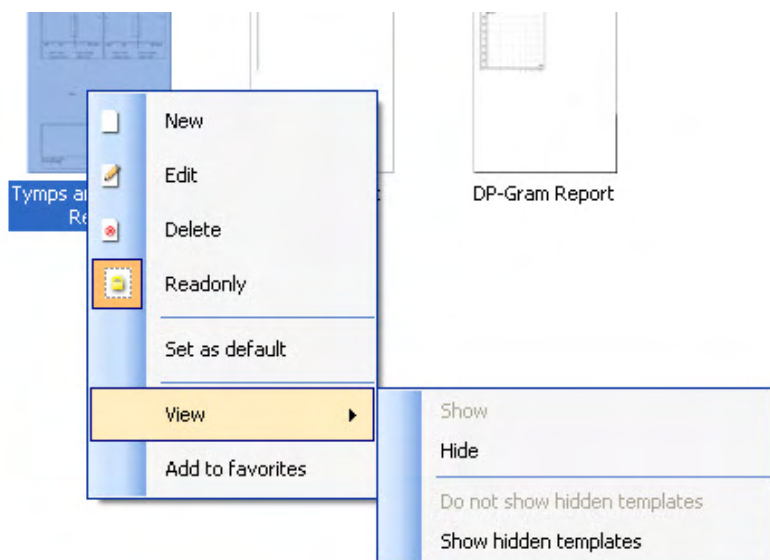 New
Edit
Tymps a
Re
DP-Gram Report
Delete
Readonly
Set as default
View
Add to favorites
Show
Hide
Do not show hidden templates
Show hidden templates